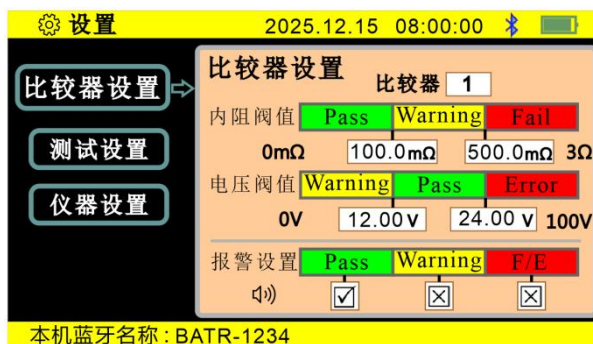 设置 2025.12.15 08:00:00
比较器设置
测试设置
仪器设置
比较器设置
比较器 1
内阻阀值 Pass Warning Fail
0mΩ 100.0mΩ 500.0mΩ 3Ω
电压阀值 Warning Pass Error
0V 12.00V 24.00V 100V
报警设置 Pass Warning F/E
本机蓝牙名称：BATR-1234